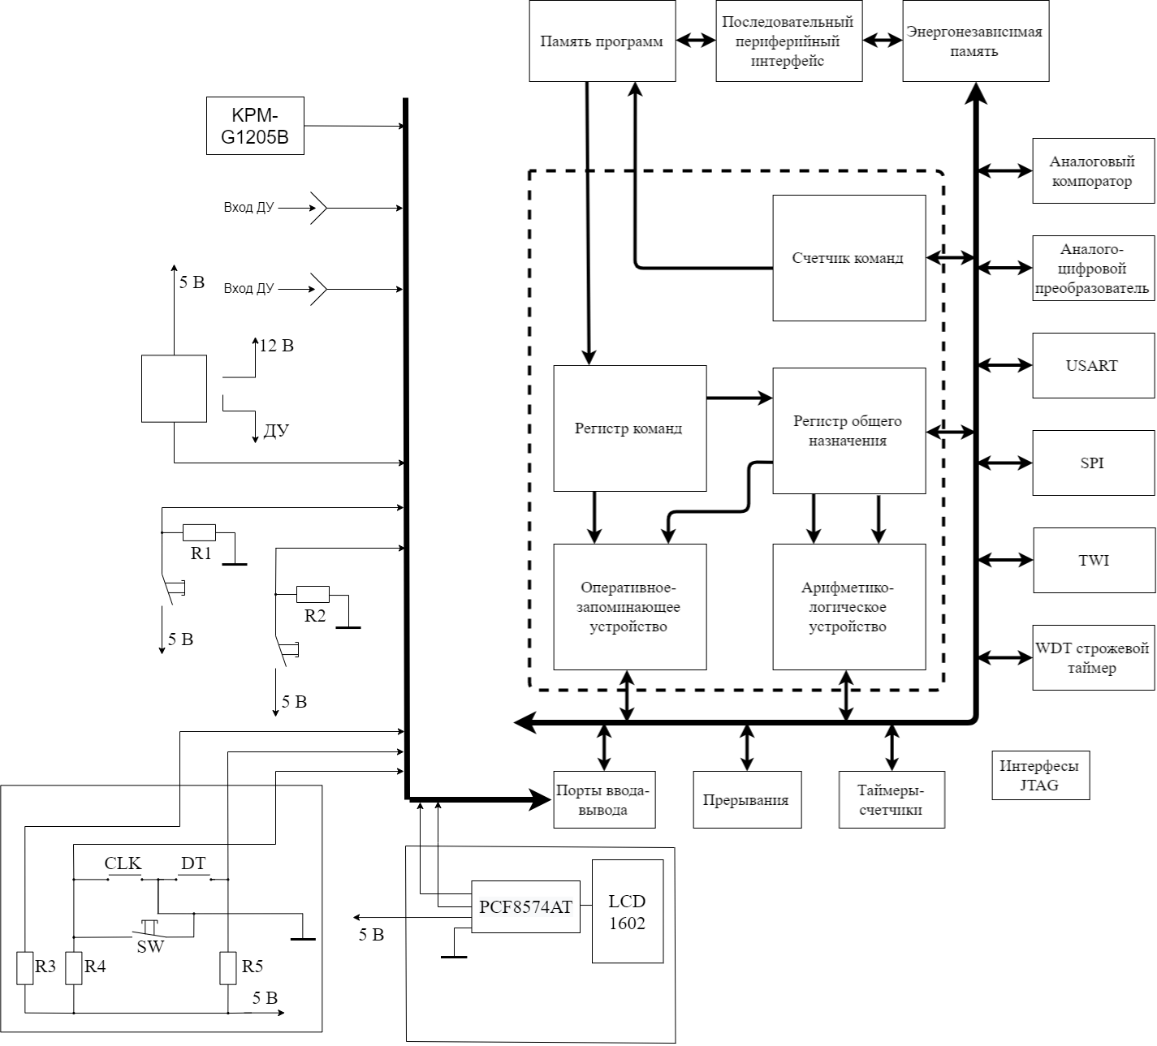 Память программ
Последовательный
периферийный
интерфейс
Энергонезависимая
память
KPM-
G1205B
Вход ДУ
Вход ДУ
5 В
12 В
ДУ
R1
5 В
R2
5 В
Аналоговый
компоратор
Аналого-
цифровой
преобразователь
USART
SPI
TWI
WDT строжевой
таймер
Счетчик команд
Регистр команд
Регистр общего
назначения
Оперативное-
запоминающее
устройство
Арифметико-
логическое
устройство
Порты ввода-
вывода
Прерывания
Таймеры-
счетчики
Интерфесы
JTAG
CLK
DT
SW
R3
R4
R5
5 В
PCF8574AT
LCD
1602
5 В